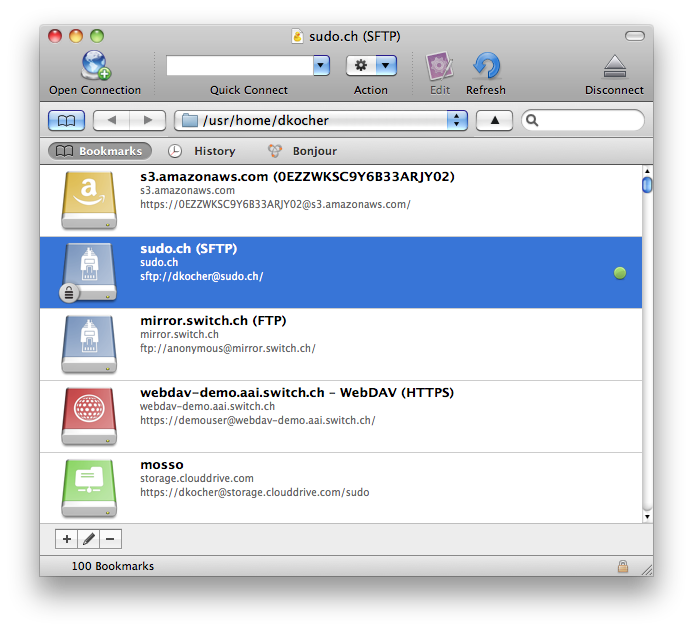 sudo.ch (SFTP)
Open Connection
Quick Connect
Action
Edit
Refresh
Disconnect
/usr/home/dkocher
Bookmarks
History
Bonjour
s3.amazonaws.com (0EZZWKSC9Y6B33ARJY02)
s3.amazonaws.com
https://0EZZWKSC9Y6B33ARJY02@s3.amazonaws.com/
sudo.ch (SFTP)
sudo.ch
sftp://dkocher@sudo.ch/
mirror.switch.ch (FTP)
mirror.switch.ch
ftp://anonymous@mirror.switch.ch/
webdav-demo.aai.switch.ch – WebDAV (HTTPS)
webdav-demo.aai.switch.ch
https://demouser@webdav-demo.aai.switch.ch/
mosso
storage.clouddrive.com
https://dkocher@storage.clouddrive.com/sudo
100 Bookmarks